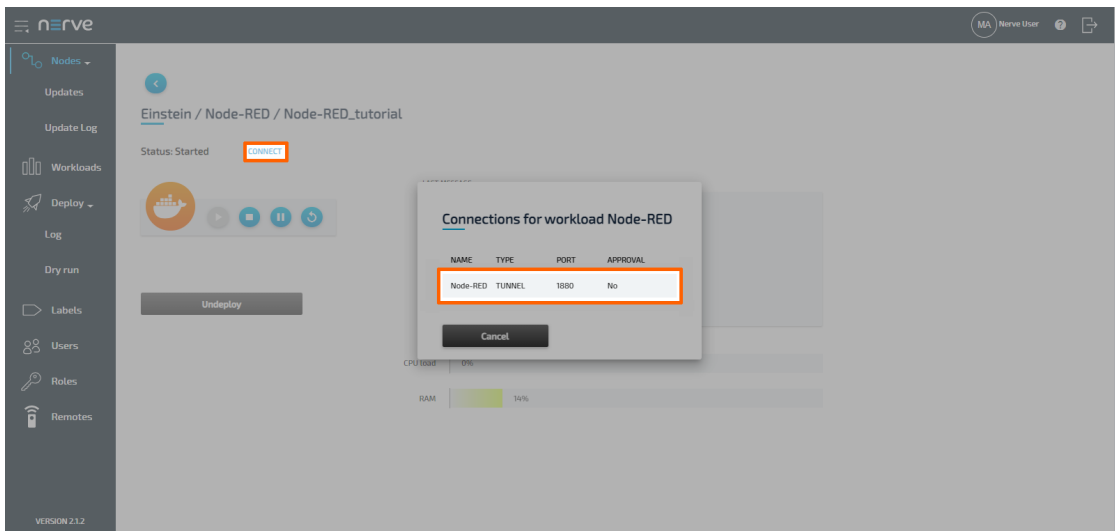 nerve
MA Nerve User ?
Nodes
Updates
Update Log
Workloads
Deploy
Log
Dry run
Labels
Users
Roles
Remotes
VERSION 2.1.2
Einstein / Node-RED / Node-RED_tutorial
Status: Started CONNECT
Undeploy
LAST MESSAGE
Connections for workload Node-RED
NAME TYPE PORT APPROVAL
Node-RED TUNNEL 1880 No
Cancel
CPU load 0%
RAM 14%